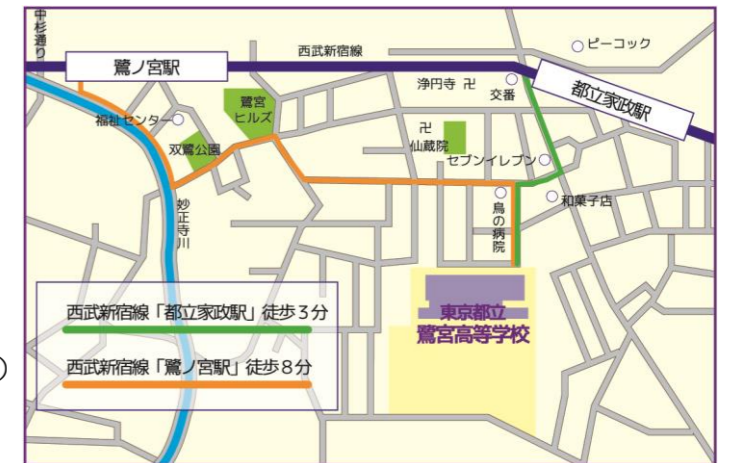 中杉通り
西武新宿線
ピーコック
鷺ノ宮駅
浄円寺 卍
交番
都立家政駅
鷺宮
ヒルズ
福祉センター
卍
仙蔵院
双鷺公園
セブンイレブン
妙正寺川
鳥の病院
和菓子店
西武新宿線「都立家政駅」徒歩3分
東京都立
鷺宮高等学校
西武新宿線「鷺ノ宮駅」徒歩8分